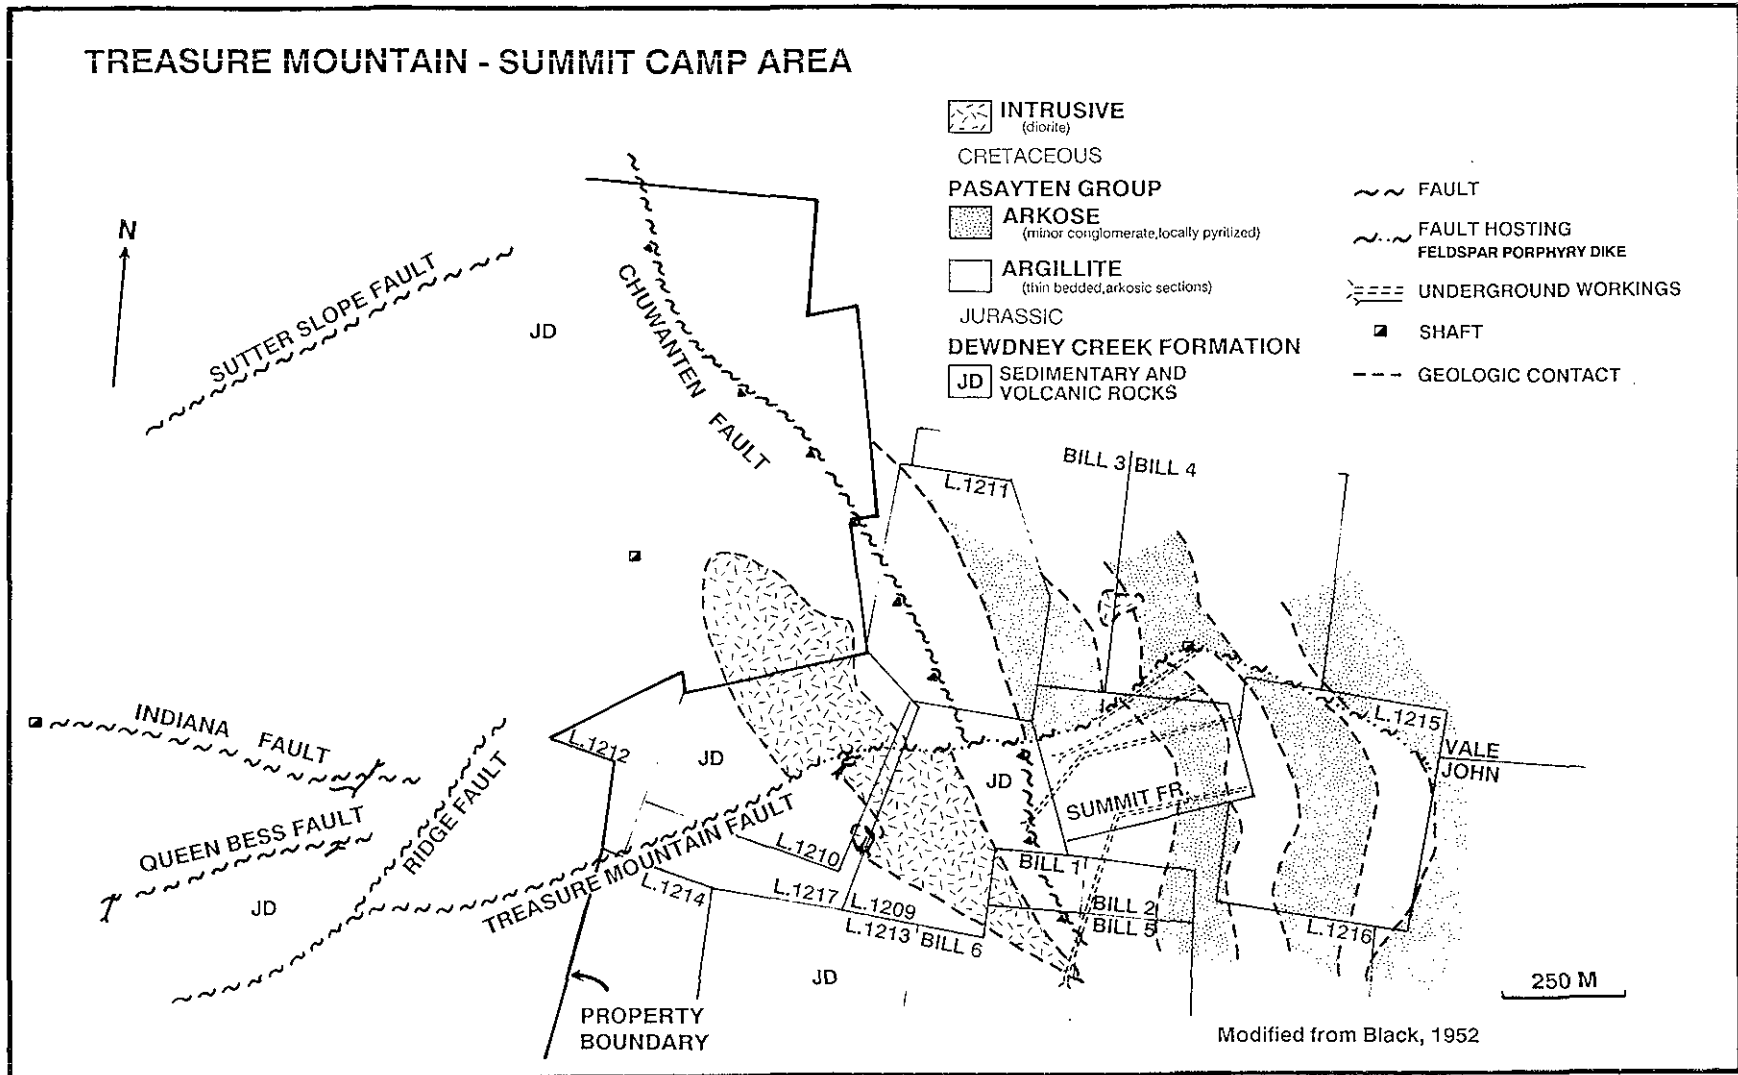 TREASURE MOUNTAIN - SUMMIT CAMP AREA
INTRUSIVE
(diorite)
CRETACEOUS
PASAYTEN GROUP
ARKOSE
(minor conglomerate,locally pyritized)
ARGILLITE
(thin bedded,arkosic sections)
JURASSIC
DEWDNEY CREEK FORMATION
JD SEDIMENTARY AND
VOLCANIC ROCKS
FAULT
FAULT HOSTING
FELDSPAR PORPHYRY DIKE
UNDERGROUND WORKINGS
SHAFT
GEOLOGIC CONTACT
N
SUTTER SLOPE FAULT
JD
CHUWANTEN FAULT
BILL 3
BILL 4
L.1211
INDIANA FAULT
L.1212
JD
JD
L.1215
VALE
JOHN
QUEEN BESS FAULT
RIDGE FAULT
SUMMIT FR.
TREASURE MOUNTAIN FAULT
L.1210
BILL 1
L.1214
L.1217
L.1209
BILL 2
JD
L.1213
BILL 6
BILL 5
L.1216
JD
250 M
PROPERTY
BOUNDARY
Modified from Black, 1952